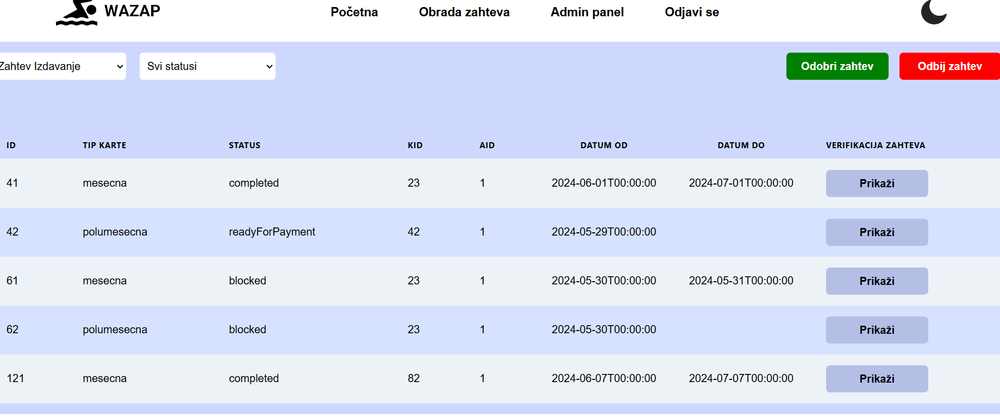 WAZAP Početna Obrada zahteva Admin panel Odjavi se
Zahtev Izdavanje Svi statusi Odobri zahtev Odbij zahtev
ID TIP KARTE STATUS KID AID DATUM OD DATUM DO VERIFIKACIJA ZAHTEVA
41 mesecna completed 23 1 2024-06-01T00:00:00 2024-07-01T00:00:00 Prikaži
42 polumesecna readyForPayment 42 1 2024-05-29T00:00:00 Prikaži
61 mesecna blocked 23 1 2024-05-30T00:00:00 2024-05-31T00:00:00 Prikaži
62 polumesecna blocked 23 1 2024-05-30T00:00:00 Prikaži
121 mesecna completed 82 1 2024-06-07T00:00:00 2024-07-07T00:00:00 Prikaži